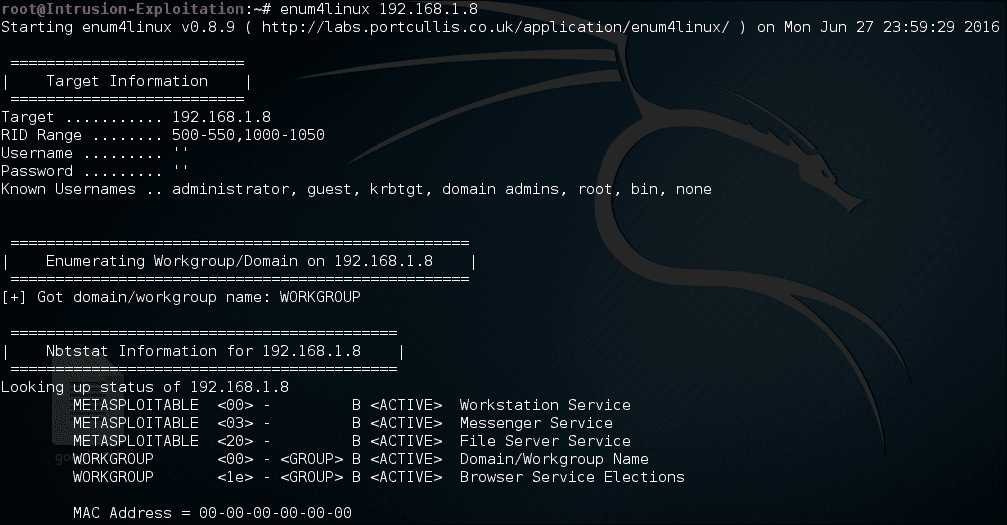 root@Intrusion-Exploitation:~# enum4linux 192.168.1.8
Starting enum4linux v0.8.9 ( http://labs.portcullis.co.uk/application/enum4linux/ ) on Mon Jun 27 23:59:29 2016

 ==========================
|    Target Information    |
 ==========================
Target ........... 192.168.1.8
RID Range ........ 500-550,1000-1050
Username ......... ''
Password ......... ''
Known Usernames .. administrator, guest, krbtgt, domain admins, root, bin, none


 ===================================================
|    Enumerating Workgroup/Domain on 192.168.1.8    |
 ===================================================
[+] Got domain/workgroup name: WORKGROUP

 ===========================================
|    Nbtstat Information for 192.168.1.8    |
 ===========================================
Looking up status of 192.168.1.8
        METASPLOITABLE  <00> -         B <ACTIVE>  Workstation Service
        METASPLOITABLE  <03> -         B <ACTIVE>  Messenger Service
        METASPLOITABLE  <20> -         B <ACTIVE>  File Server Service
        WORKGROUP       <00> - <GROUP> B <ACTIVE>  Domain/Workgroup Name
        WORKGROUP       <1e> - <GROUP> B <ACTIVE>  Browser Service Elections

        MAC Address = 00-00-00-00-00-00